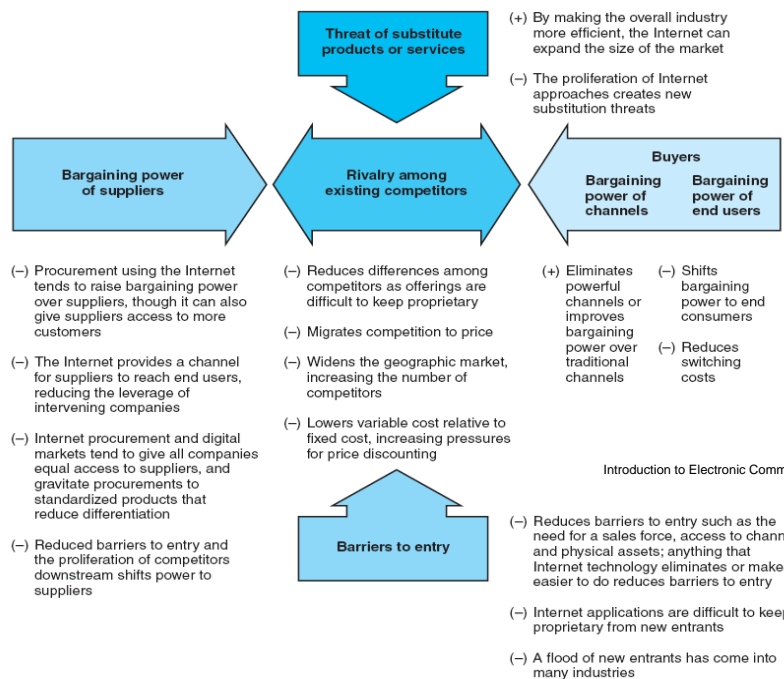 Threat of substitute
products or services
(+) By making the overall industry
more efficient, the Internet can
expand the size of the market
(–) The proliferation of Internet
approaches creates new
substitution threats
Bargaining power
of suppliers
Rivalry among
existing competitors
Buyers
Bargaining
power of
channels
Bargaining
power of
end users
(–) Procurement using the Internet
tends to raise bargaining power
over suppliers, though it can also
give suppliers access to more
customers
(–) The Internet provides a channel
for suppliers to reach end users,
reducing the leverage of
intervening companies
(–) Internet procurement and digital
markets tend to give all companies
equal access to suppliers, and
gravitate procurements to
standardized products that
reduce differentiation
(–) Reduced barriers to entry and
the proliferation of competitors
downstream shifts power to
suppliers
(–) Reduces differences among
competitors as offerings are
difficult to keep proprietary
(–) Migrates competition to price
(–) Widens the geographic market,
increasing the number of
competitors
(–) Lowers variable cost relative to
fixed cost, increasing pressures
for price discounting
(+) Eliminates
powerful
channels or
improves
bargaining
power over
traditional
channels
(–) Shifts
bargaining
power to end
consumers
(–) Reduces
switching
costs
Introduction to Electronic Comm
Barriers to entry
(–) Reduces barriers to entry such as the
need for a sales force, access to chann
and physical assets; anything that
Internet technology eliminates or make
easier to do reduces barriers to entry
(–) Internet applications are difficult to keep
proprietary from new entrants
(–) A flood of new entrants has come into
many industries